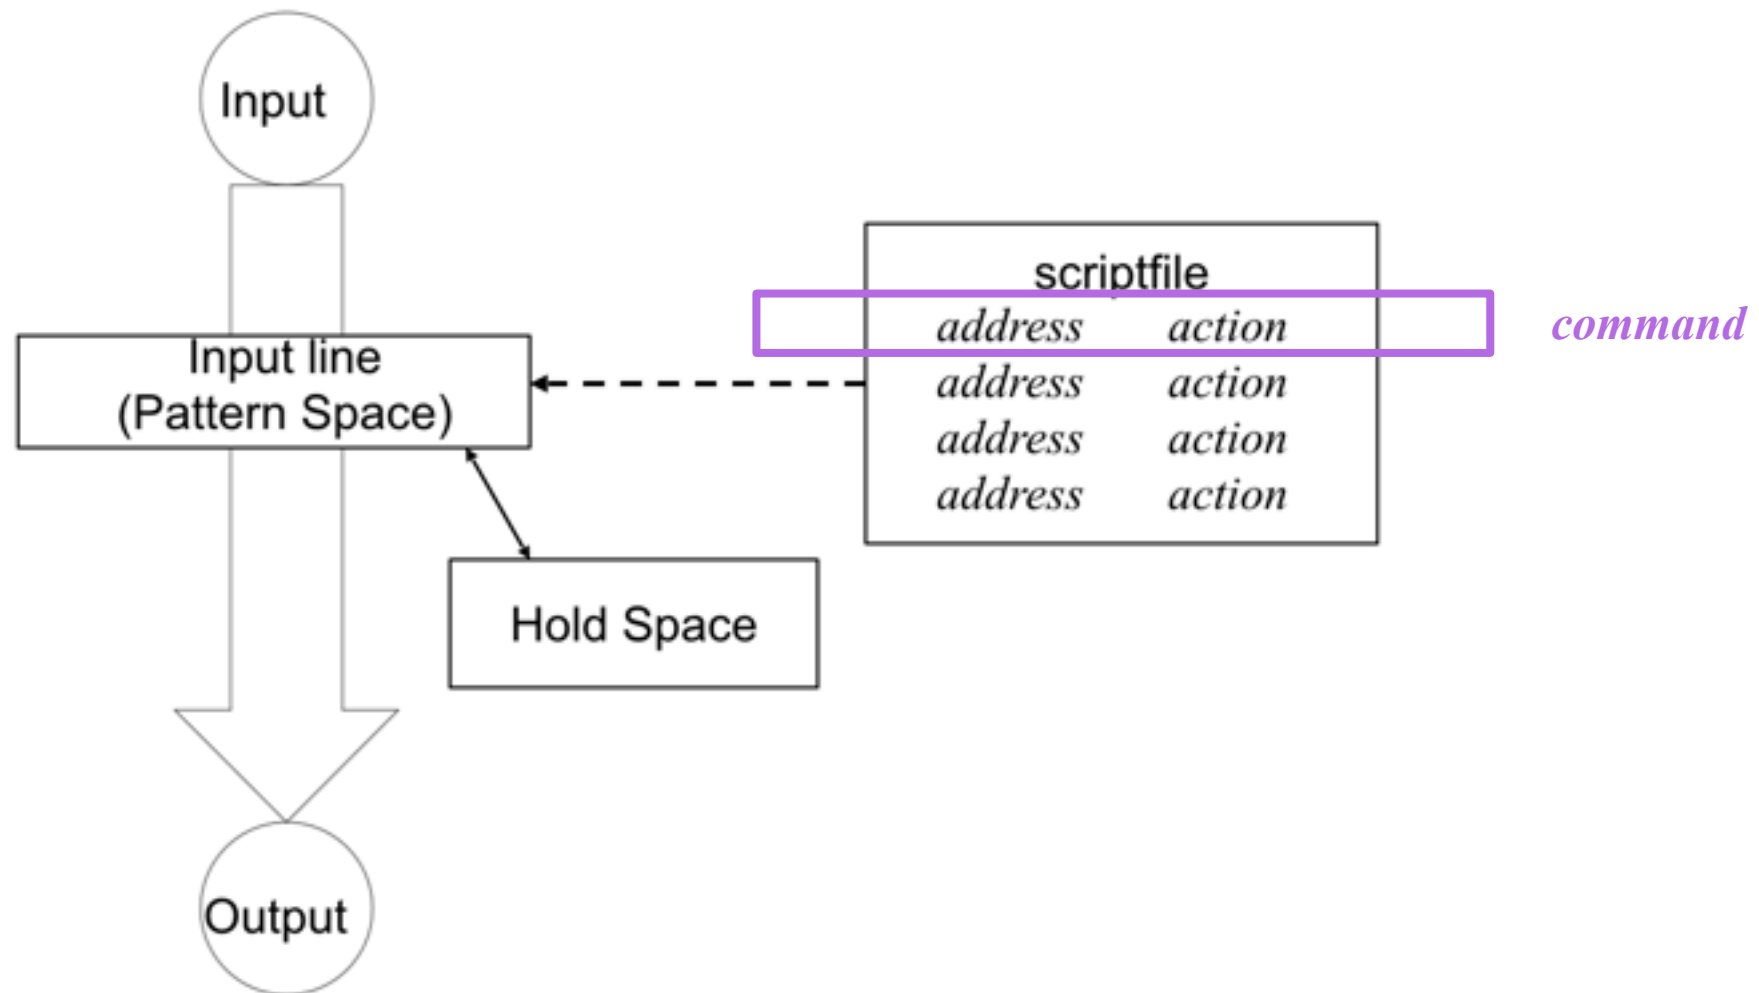 Input
scriptfile
address action
command
Input line
(Pattern Space)
address action
address action
address action
Hold Space
Output